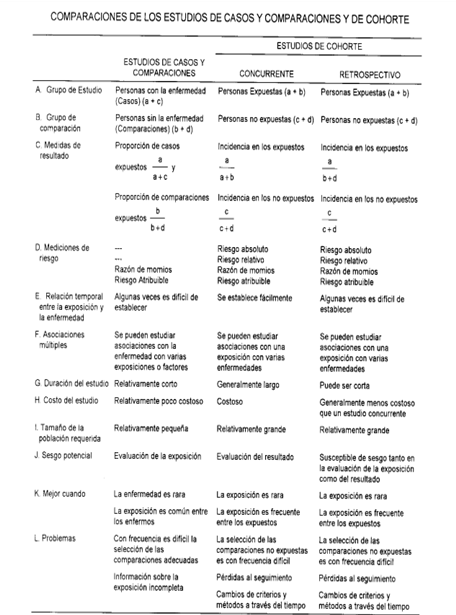 COMPARACIONES DE LOS ESTUDIOS DE CASOS Y COMPARACIONES Y DE COHORTE
ESTUDIOS DE COHORTE
ESTUDIOS DE CASOS Y
COMPARACIONES
CONCURRENTE
RETROSPECTIVO
A. Grupo de Estudio
Personas con la enfermedad
(Casos) (a + c)
Personas Expuestas (a + b)
Personas Expuestas (a + b)
B. Grupo de
comparación
Personas sin la enfermedad
(Comparaciones) (b + d)
Personas no expuestas (c + d)
Personas no expuestas (c + d)
C. Medidas de
resultado
Proporción de casos
expuestos a y
a+c
Incidencia en los expuestos
a
a+b
Incidencia en los expuestos
a
b+d
Proporción de comparaciones
expuestos b
b+d
Incidencia en los no expuestos
c
c+d
Incidencia en los no expuestos
c
c+d
D. Mediciones de
riesgo
---
---
Razón de momios
Riesgo Atribuible
Riesgo absoluto
Riesgo relativo
Razón de momios
Riesgo atribuible
Riesgo absoluto
Riesgo relativo
Razón de momios
Riesgo atribuible
E. Relación temporal
entre la exposición y
la enfermedad
Algunas veces es difícil de
establecer
Se establece fácilmente
Algunas veces es difícil de
establecer
F. Asociaciones
múltiples
Se pueden estudiar
asociaciones con la
enfermedad con varias
exposiciones o factores
Se pueden estudiar
asociaciones con una
exposición con varias
enfermedades
Se pueden estudiar
asociaciones con una
exposición con varias
enfermedades
G. Duración del estudio
Relativamente corto
Generalmente largo
Puede ser corta
H. Costo del estudio
Relativamente poco costoso
Costoso
Generalmente menos costoso
que un estudio concurrente
I. Tamaño de la
población requerida
Relativamente pequeña
Relativamente grande
Relativamente grande
J. Sesgo potencial
Evaluación de la exposición
Evaluación del resultado
Susceptible de sesgo tanto en
la evaluación de la exposición
como del resultado
K. Mejor cuando
La enfermedad es rara
La exposición es rara
La exposición es rara
La exposición es común entre
los enfermos
La exposición es frecuente
entre los expuestos
La exposición es frecuente
entre los expuestos
L. Problemas
Con frecuencia es difícil la
selección de las
comparaciones adecuadas
La selección de las
comparaciones no expuestas
es con frecuencia difícil
La selección de las
comparaciones no expuestas
es con frecuencia difícil
Información sobre la
exposición incompleta
Pérdidas al seguimiento
Pérdidas al seguimiento
Cambios de criterios y
métodos a través del tiempo
Cambios de criterios y
métodos a través del tiempo